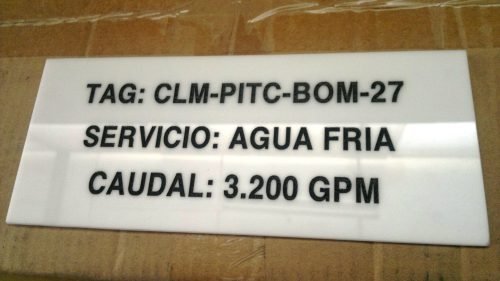 TAG: CLM-PITC-BOM-27
SERVICIO: AGUA FRIA
CAUDAL: 3.200 GPM